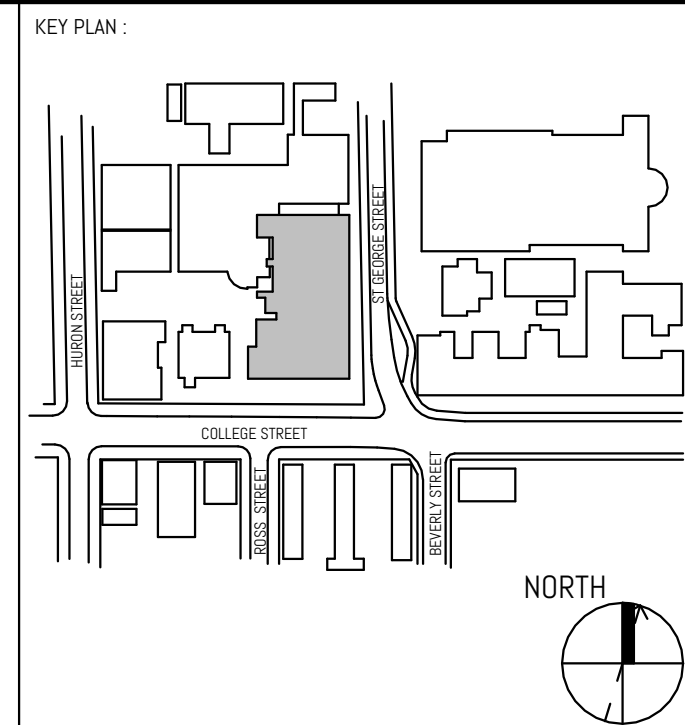 KEY PLAN :
ST GEORGE STREET
HURON STREET
COLLEGE STREET
ROSS STREET
BEVERLY STREET
NORTH